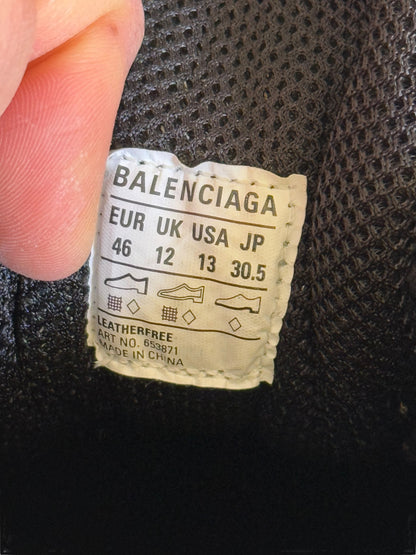 BALENCIAGA
EUR UK USA JP
46 12 13 30.5
LEATHERFREE
ART NO. 653871
MADE IN CHINA